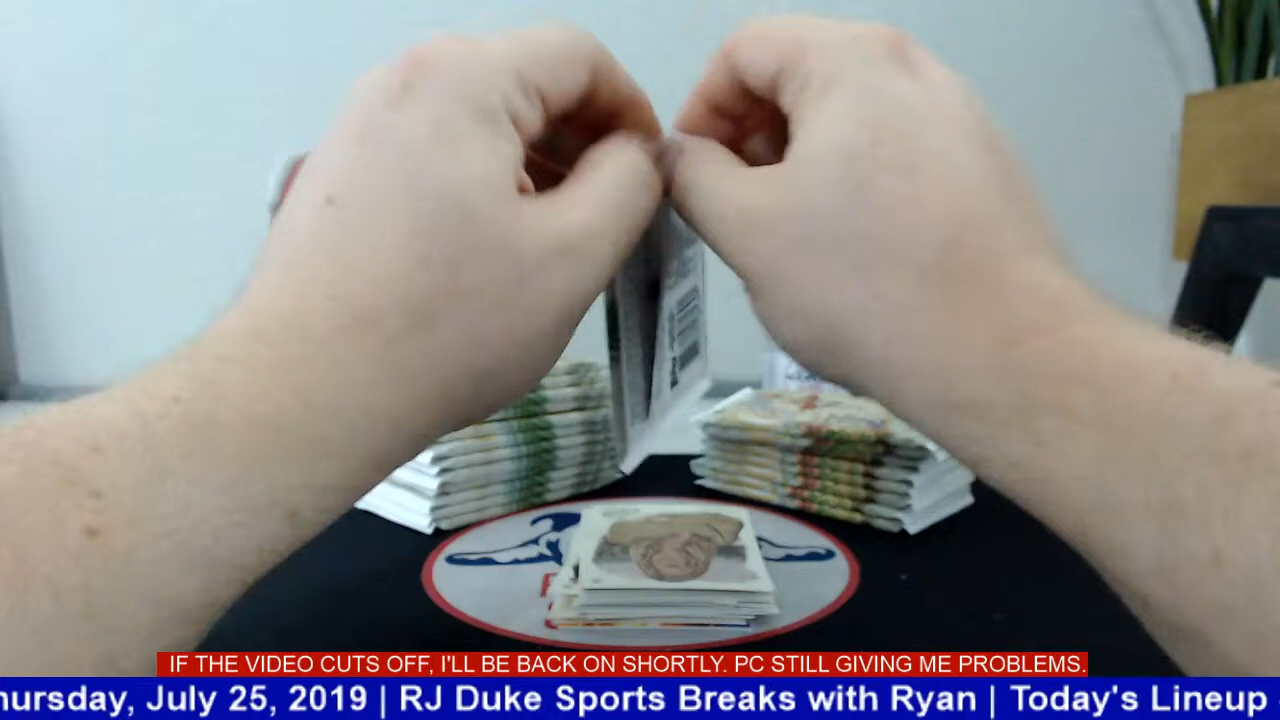 IF THE VIDEO CUTS OFF, I'LL BE BACK ON SHORTLY. PC STILL GIVING ME PROBLEMS.
hursday, July 25, 2019 | RJ Duke Sports Breaks with Ryan | Today's Lineup